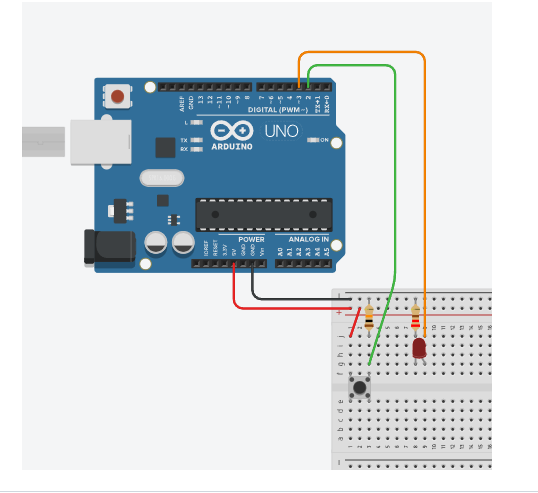 AREF
GND
13
12
~11
~10
~9
8
7
~6
~5
4
~3
2
TX→1
RX←0
DIGITAL (PWM~)
L
TX
RX
UNO
ARDUINO
ON
POWER
ANALOG IN
IOREF
RESET
3.3V
5V
GND
GND
Vin
A0
A1
A2
A3
A4
A5
j
h
g
f
e
d
c
b
a